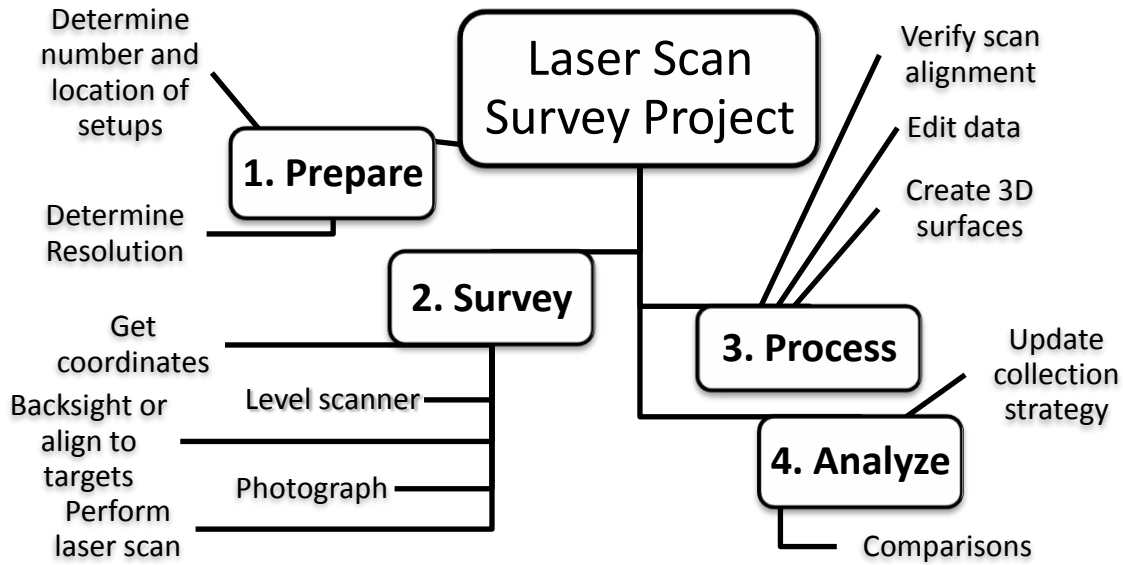 Laser Scan
Survey Project
Determine
number and
location of
setups
1. Prepare
Determine
Resolution
2. Survey
Get
coordinates
Level scanner
Backsight or
align to
targets
Photograph
Perform
laser scan
Verify scan
alignment
Edit data
Create 3D
surfaces
3. Process
Update
collection
strategy
4. Analyze
Comparisons